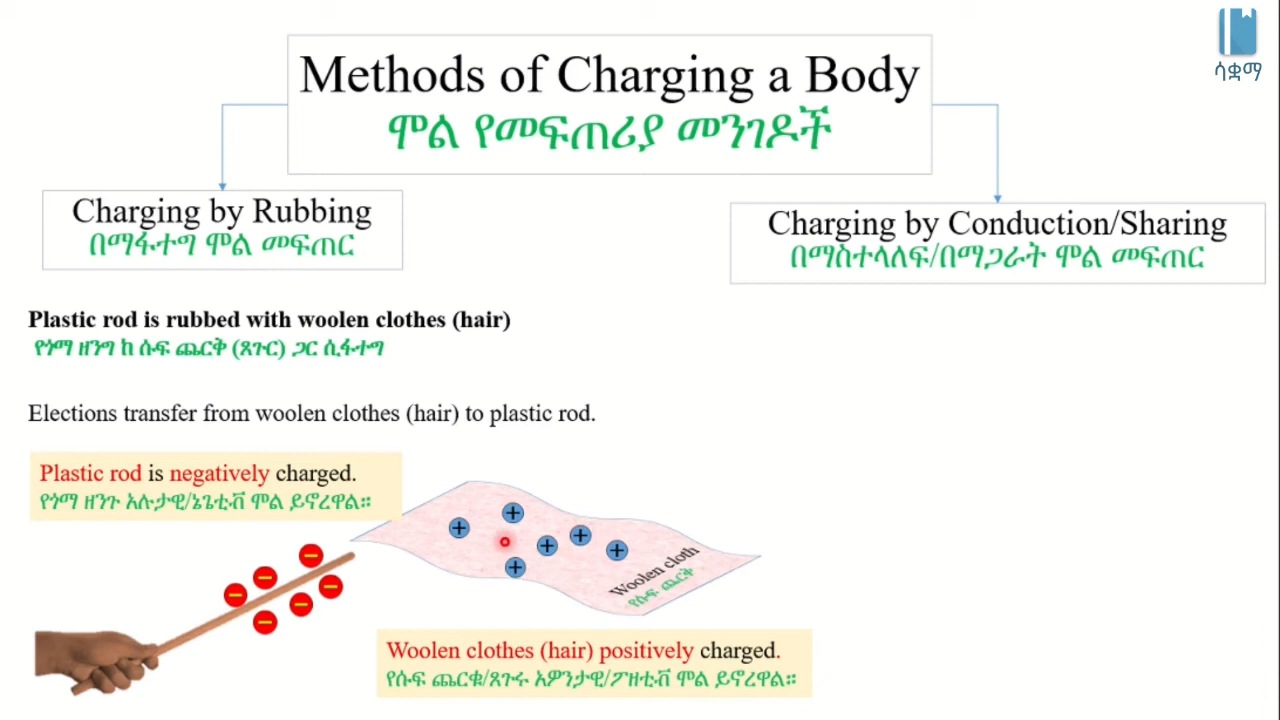 ሳቋማ
Methods of Charging a Body
ሞል የመፍጠሪያ መንገዶች
Charging by Rubbing
በማፋተግ ሞል መፍጠር
Charging by Conduction/Sharing
በማስተላለፍ/በማጋራት ሞል መፍጠር
Plastic rod is rubbed with woolen clothes (hair)
የጎማ ዘንግ ከ ሱፍ ጨርቅ (ጸጉር) ጋር ሲፋተግ
Elections transfer from woolen clothes (hair) to plastic rod.
Plastic rod is negatively charged.
የጎማ ዘንጉ አሉታዊ/ኔጌቲቭ ሞል ይኖረዋል።
Woolen cloth
የሱፍ ጨርቅ
Woolen clothes (hair) positively charged.
የሱፍ ጨርቁ/ጸጉሩ አዎንታዊ/ፖዘቲቭ ሞል ይኖረዋል።